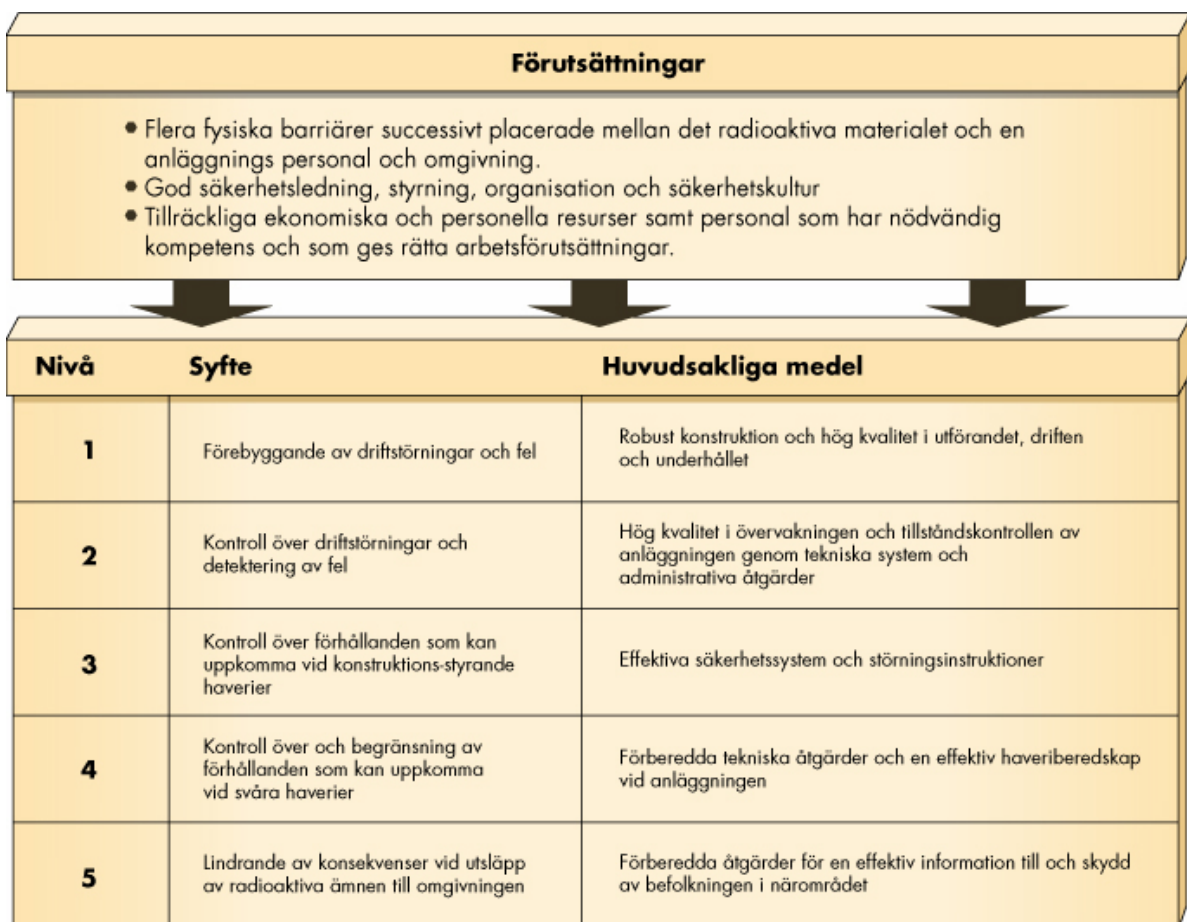 Förutsättningar
• Flera fysiska barriärer successivt placerade mellan det radioaktiva materialet och en
anläggnings personal och omgivning.
• God säkerhetsledning, styrning, organisation och säkerhetskultur
• Tillräckliga ekonomiska och personella resurser samt personal som har nödvändig
kompetens och som ges rätta arbetsförutsättningar.
Nivå Syfte Huvudsakliga medel
1
Förebyggande av driftstörningar och fel
Robust konstruktion och hög kvalitet i utförandet, driften
och underhållet
2
Kontroll över driftstörningar och
detektering av fel
Hög kvalitet i övervakningen och tillståndskontrollen av
anläggningen genom tekniska system och
administrativa åtgärder
3
Kontroll över förhållanden som kan
uppkomma vid konstruktions-styrande
haverier
Effektiva säkerhetssystem och störningsinstruktioner
4
Kontroll över och begränsning av
förhållanden som kan uppkomma
vid svåra haverier
Förberedda tekniska åtgärder och en effektiv haveriberedskap
vid anläggningen
5
Lindrande av konsekvenser vid utsläpp
av radioaktiva ämnen till omgivningen
Förberedda åtgärder för en effektiv information till och skydd
av befolkningen i närområdet